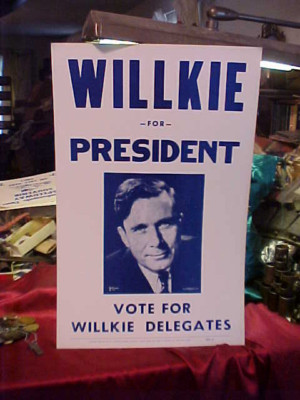 WILLKIE
-FOR-
PRESIDENT
VOTE FOR
WILLKIE DELEGATES